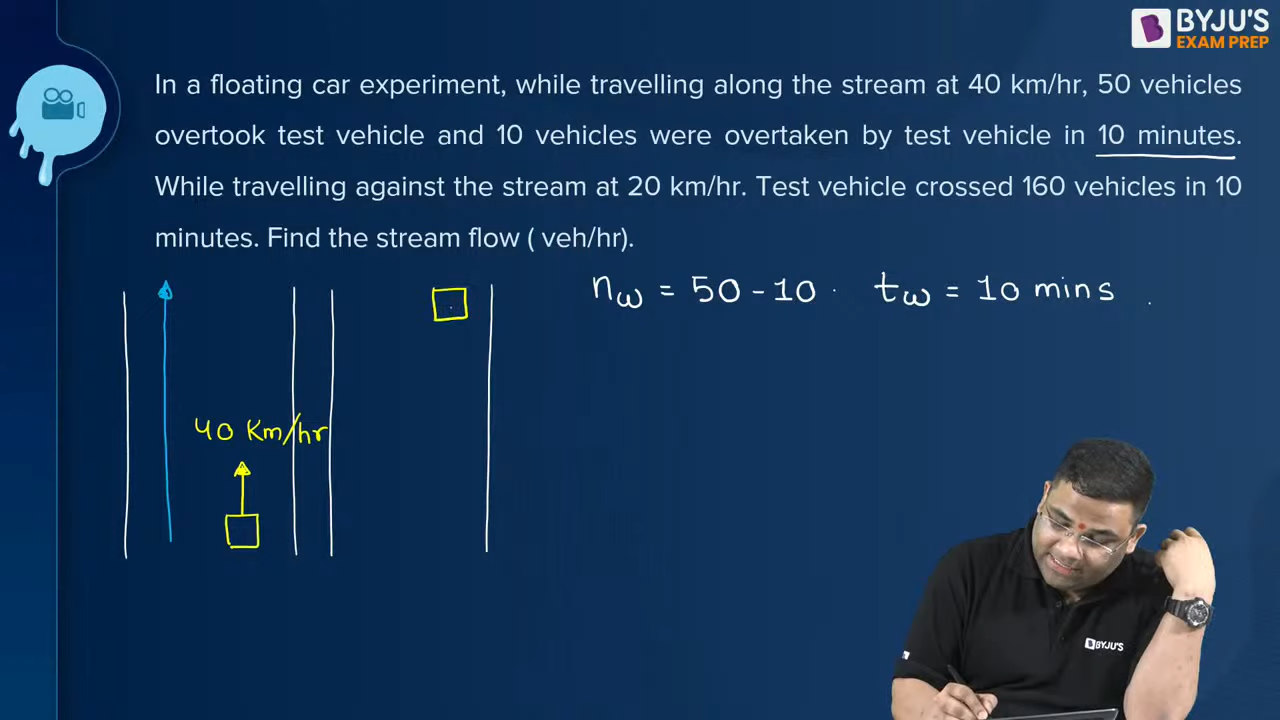 BYJU'S
EXAM PREP
In a floating car experiment, while travelling along the stream at 40 km/hr, 50 vehicles
overtook test vehicle and 10 vehicles were overtaken by test vehicle in 10 minutes.
While travelling against the stream at 20 km/hr. Test vehicle crossed 160 vehicles in 10
minutes. Find the stream flow ( veh/hr).
nω = 50 - 10 tω = 10 mins
40 Km/hr
BYJU'S